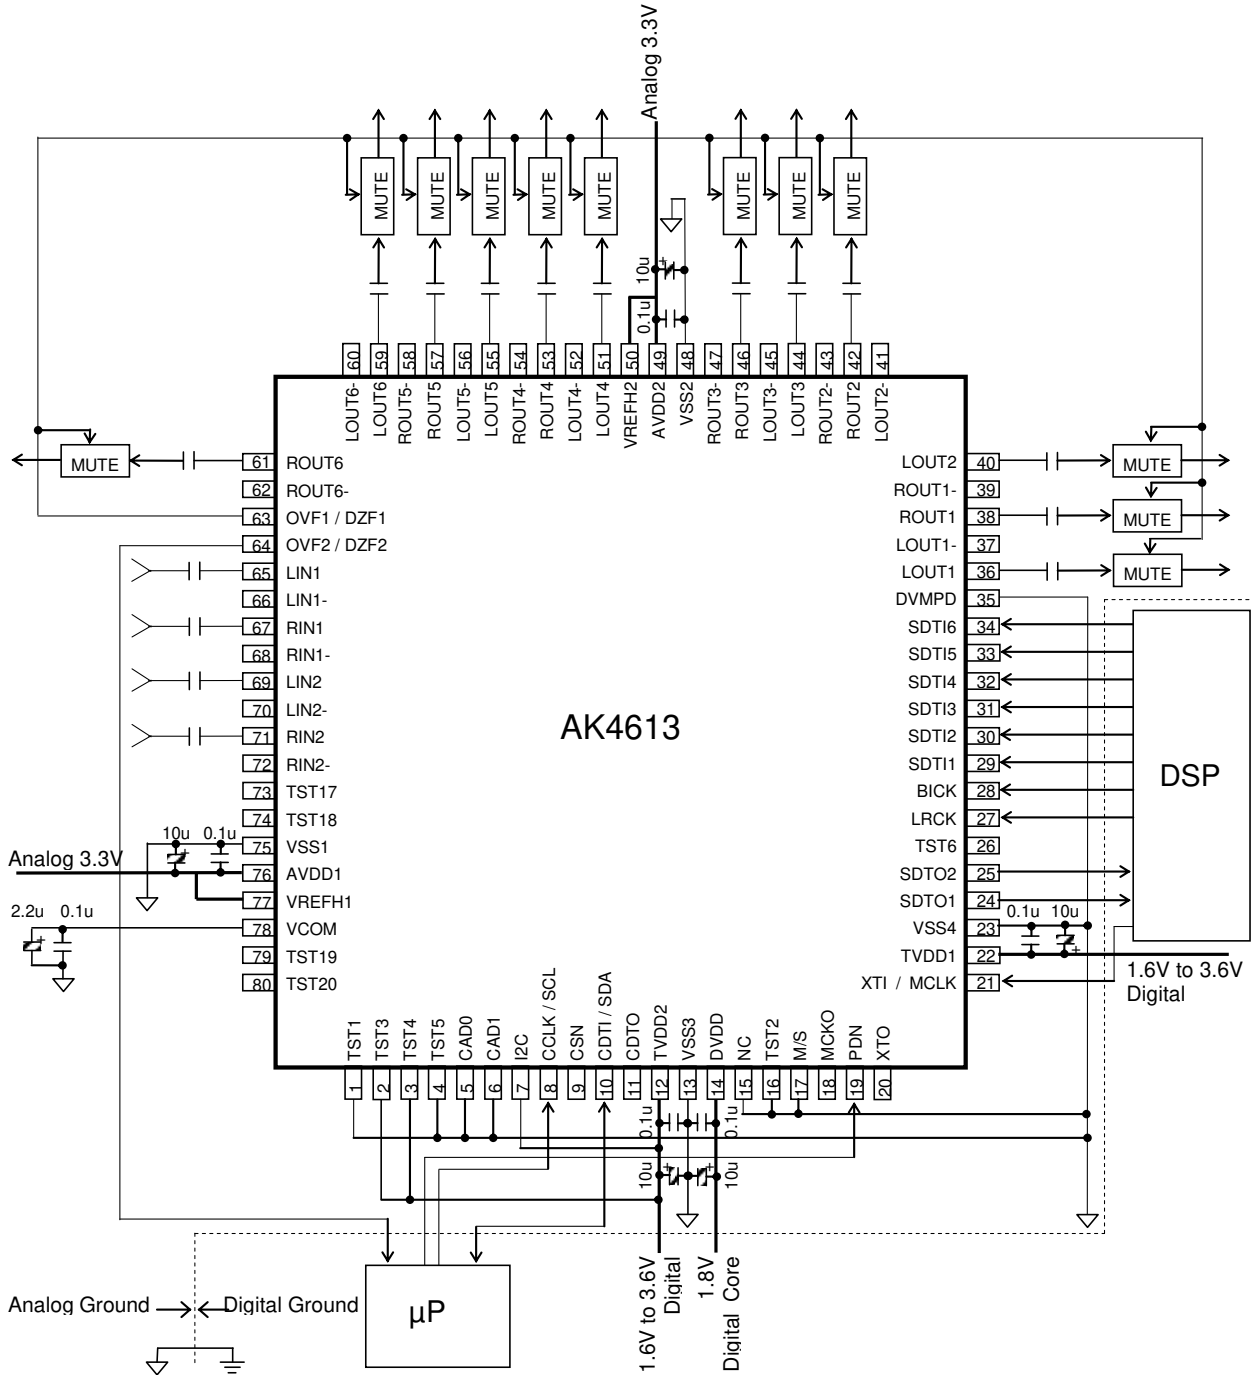 Analog 3.3V
MUTE
MUTE
MUTE
MUTE
MUTE
MUTE
MUTE
MUTE
10u
+
0.1u
60
59
58
57
56
55
54
53
52
51
50
49
48
47
46
45
44
43
42
41
LOUT6-
LOUT6
ROUT5-
ROUT5
LOUT5-
LOUT5
ROUT4-
ROUT4
LOUT4-
LOUT4
VREFH2
AVDD2
VSS2
ROUT3-
ROUT3
LOUT3-
LOUT3
ROUT2-
ROUT2
LOUT2-
MUTE
61 ROUT6
62 ROUT6-
63 OVF1 / DZF1
64 OVF2 / DZF2
65 LIN1
66 LIN1-
67 RIN1
68 RIN1-
69 LIN2
70 LIN2-
71 RIN2
72 RIN2-
73 TST17
74 TST18
10u 0.1u
75 VSS1
+
Analog 3.3V
76 AVDD1
77 VREFH1
2.2u 0.1u
+
78 VCOM
79 TST19
80 TST20
AK4613
LOUT2 40
MUTE
ROUT1- 39
ROUT1 38
MUTE
LOUT1- 37
LOUT1 36
MUTE
DVMPD 35
SDTI6 34
SDTI5 33
SDTI4 32
SDTI3 31
SDTI2 30
SDTI1 29
BICK 28
LRCK 27
TST6 26
SDTO2 25
SDTO1 24
VSS4 23
TVDD1 22
XTI / MCLK 21
DSP
0.1u 10u
+
1.6V to 3.6V
Digital
TST1
TST3
TST4
TST5
CAD0
CAD1
I2C
CCLK / SCL
CSN
CDTI / SDA
CDTO
TVDD2
VSS3
DVDD
NC
TST2
M/S
MCKO
PDN
XTO
1
2
3
4
5
6
7
8
9
10
11
12
13
14
15
16
17
18
19
20
0.1u
0.1u
10u
+
+
10u
1.6V to 3.6V
Digital
1.8V
Digital Core
µP
Analog Ground
Digital Ground